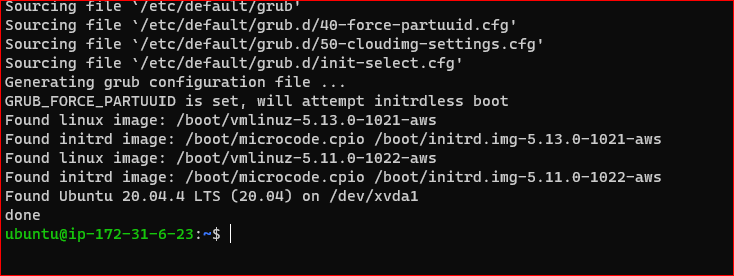 Sourcing file `/etc/default/grub'
Sourcing file `/etc/default/grub.d/40-force-partuuid.cfg'
Sourcing file `/etc/default/grub.d/50-cloudimg-settings.cfg'
Sourcing file `/etc/default/grub.d/init-select.cfg'
Generating grub configuration file ...
GRUB_FORCE_PARTUUID is set, will attempt initrdless boot
Found linux image: /boot/vmlinuz-5.13.0-1021-aws
Found initrd image: /boot/microcode.cpio /boot/initrd.img-5.13.0-1021-aws
Found linux image: /boot/vmlinuz-5.11.0-1022-aws
Found initrd image: /boot/microcode.cpio /boot/initrd.img-5.11.0-1022-aws
Found Ubuntu 20.04.4 LTS (20.04) on /dev/xvda1
done
ubuntu@ip-172-31-6-23:~$